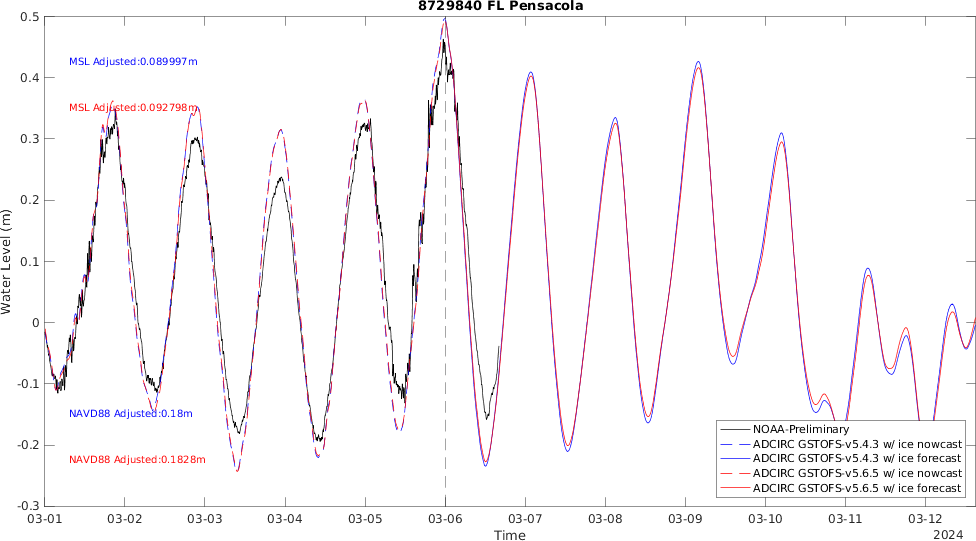 8729840 FL Pensacola
0.5
0.4
0.3
0.2
0.1
0
-0.1
-0.2
-0.3
Water Level (m)
MSL Adjusted:0.089997m
MSL Adjusted:0.092798m
NAVD88 Adjusted:0.18m
NAVD88 Adjusted:0.1828m
NOAA-Preliminary
ADCIRC GSTOFS-v5.4.3 w/ ice nowcast
ADCIRC GSTOFS-v5.4.3 w/ ice forecast
ADCIRC GSTOFS-v5.6.5 w/ ice nowcast
ADCIRC GSTOFS-v5.6.5 w/ ice forecast
03-01 03-02 03-03 03-04 03-05 03-06 03-07 03-08 03-09 03-10 03-11 03-12
Time
2024